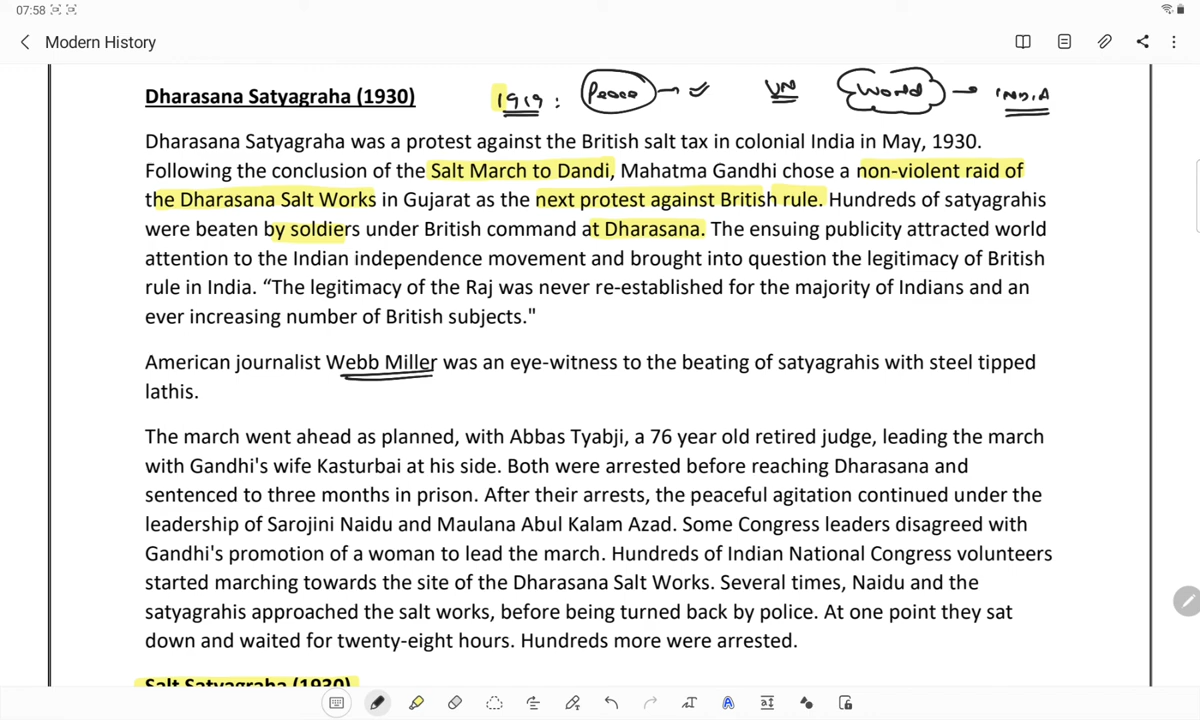 07:58
Modern History
Dharasana Satyagraha (1930) 1919 : Peace UN World INDIA
Dharasana Satyagraha was a protest against the British salt tax in colonial India in May, 1930.
Following the conclusion of the Salt March to Dandi, Mahatma Gandhi chose a non-violent raid of
the Dharasana Salt Works in Gujarat as the next protest against British rule. Hundreds of satyagrahis
were beaten by soldiers under British command at Dharasana. The ensuing publicity attracted world
attention to the Indian independence movement and brought into question the legitimacy of British
rule in India. “The legitimacy of the Raj was never re-established for the majority of Indians and an
ever increasing number of British subjects."
American journalist Webb Miller was an eye-witness to the beating of satyagrahis with steel tipped
lathis.
The march went ahead as planned, with Abbas Tyabji, a 76 year old retired judge, leading the march
with Gandhi's wife Kasturbai at his side. Both were arrested before reaching Dharasana and
sentenced to three months in prison. After their arrests, the peaceful agitation continued under the
leadership of Sarojini Naidu and Maulana Abul Kalam Azad. Some Congress leaders disagreed with
Gandhi's promotion of a woman to lead the march. Hundreds of Indian National Congress volunteers
started marching towards the site of the Dharasana Salt Works. Several times, Naidu and the
satyagrahis approached the salt works, before being turned back by police. At one point they sat
down and waited for twenty-eight hours. Hundreds more were arrested.
Salt Satyagraha (1930)